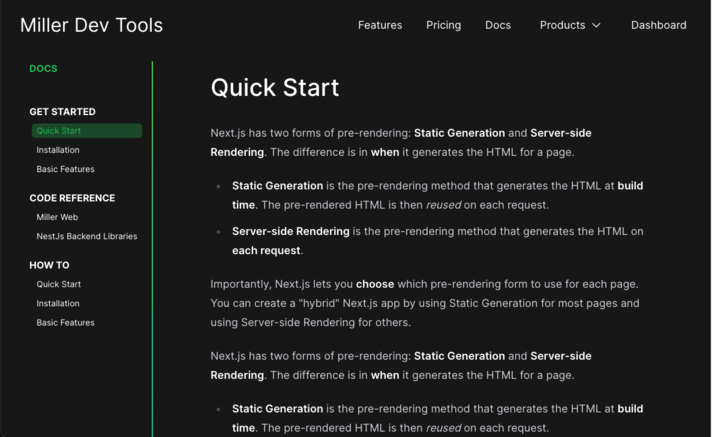 Miller Dev Tools
Features
Pricing
Docs
Products
Dashboard
DOCS
GET STARTED
Quick Start
Installation
Basic Features
CODE REFERENCE
Miller Web
NestJs Backend Libraries
HOW TO
Quick Start
Installation
Basic Features
Quick Start
Next.js has two forms of pre-rendering: Static Generation and Server-side
Rendering. The difference is in when it generates the HTML for a page.
Static Generation is the pre-rendering method that generates the HTML at build
time. The pre-rendered HTML is then reused on each request.
Server-side Rendering is the pre-rendering method that generates the HTML on
each request.
Importantly, Next.js lets you choose which pre-rendering form to use for each page.
You can create a "hybrid" Next.js app by using Static Generation for most pages and
using Server-side Rendering for others.
Next.js has two forms of pre-rendering: Static Generation and Server-side
Rendering. The difference is in when it generates the HTML for a page.
Static Generation is the pre-rendering method that generates the HTML at build
time. The pre-rendered HTML is then reused on each request.